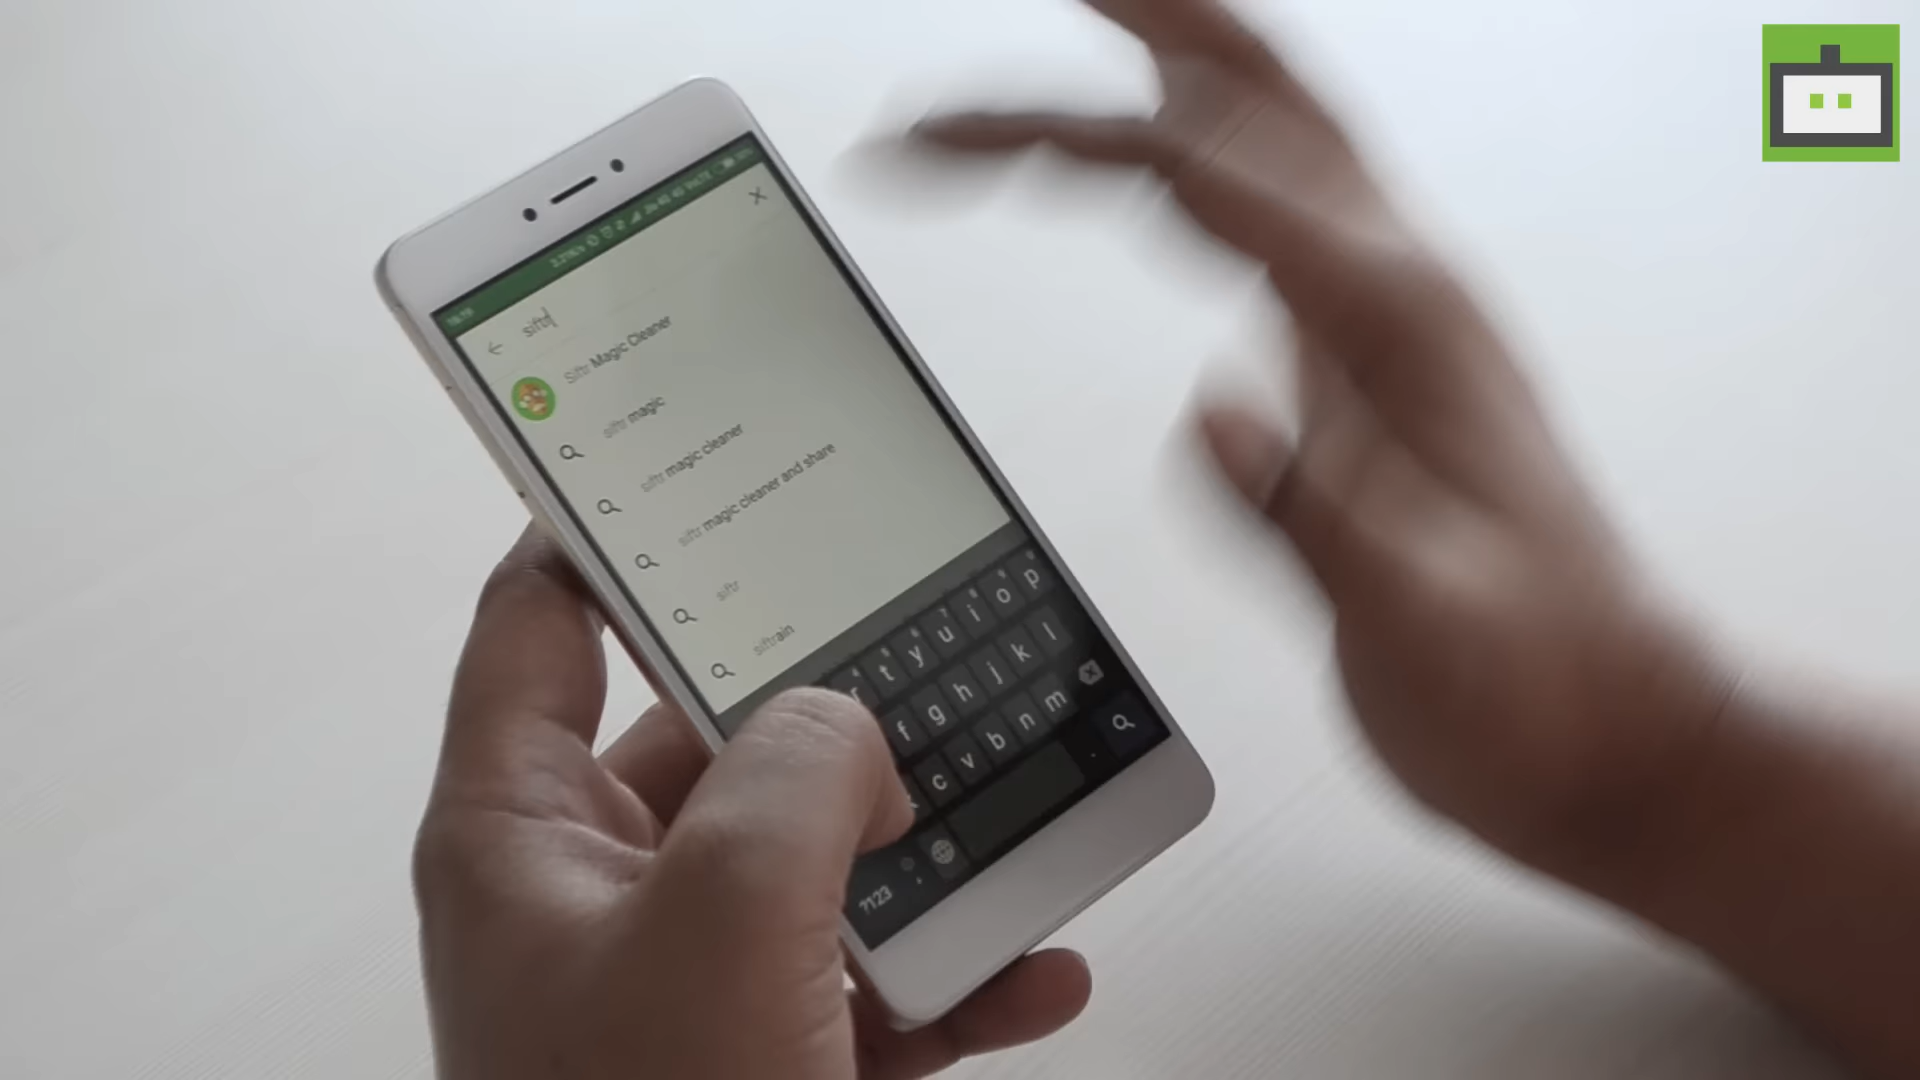 siftr
Siftr Magic Cleaner
siftr magic
siftr magic cleaner
siftr magic cleaner and share
siftr
siftrain
r t y u i o p
f g h j k l
c v b n m
?123 , .